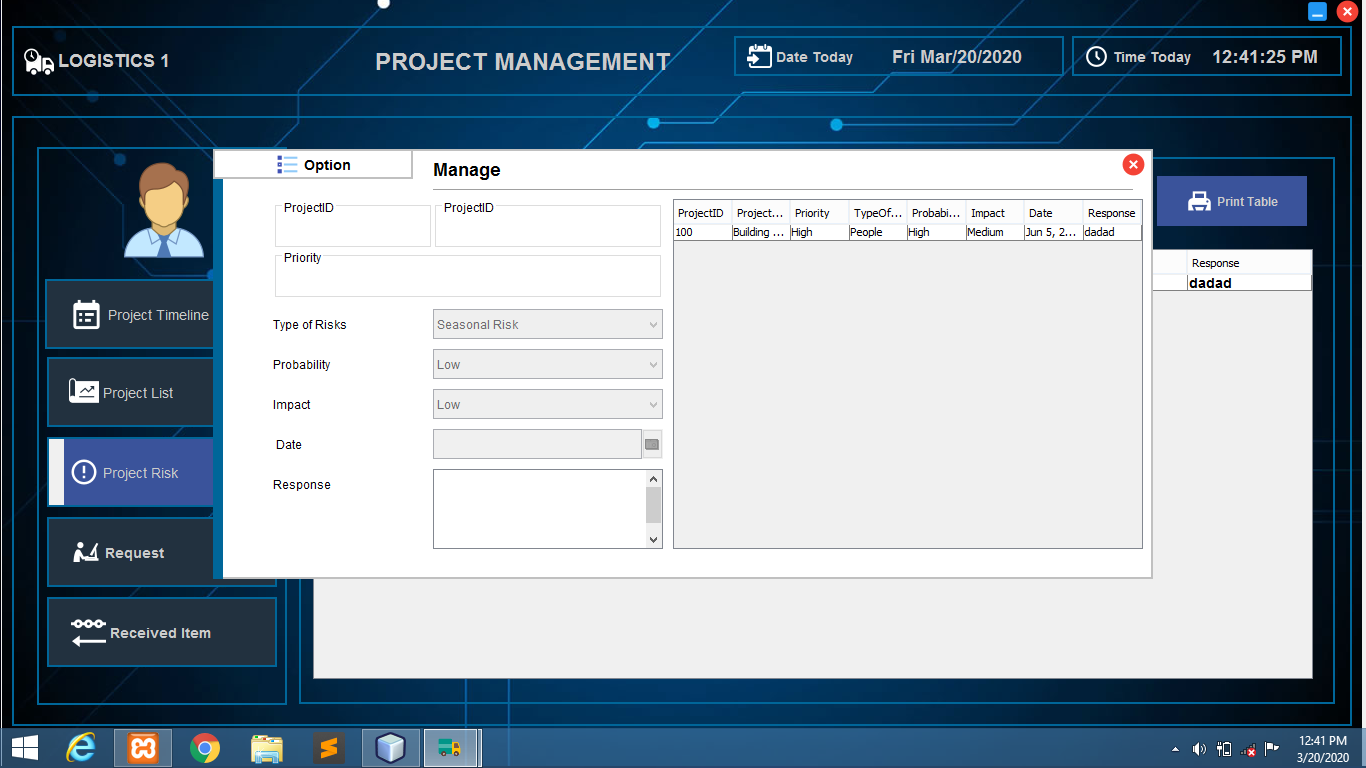 LOGISTICS 1
PROJECT MANAGEMENT
Date Today Fri Mar/20/2020
Time Today 12:41:25 PM
Option
Manage
Print Table
ProjectID
ProjectID
Priority
Type of Risks Seasonal Risk
Probability Low
Impact Low
Date
Response
ProjectID Project... Priority TypeOf... Probabi... Impact Date Response
100 Building ... High People High Medium Jun 5, 2... dadad
Response
dadad
Project Timeline
Project List
Project Risk
Request
Received Item
12:41 PM
3/20/2020